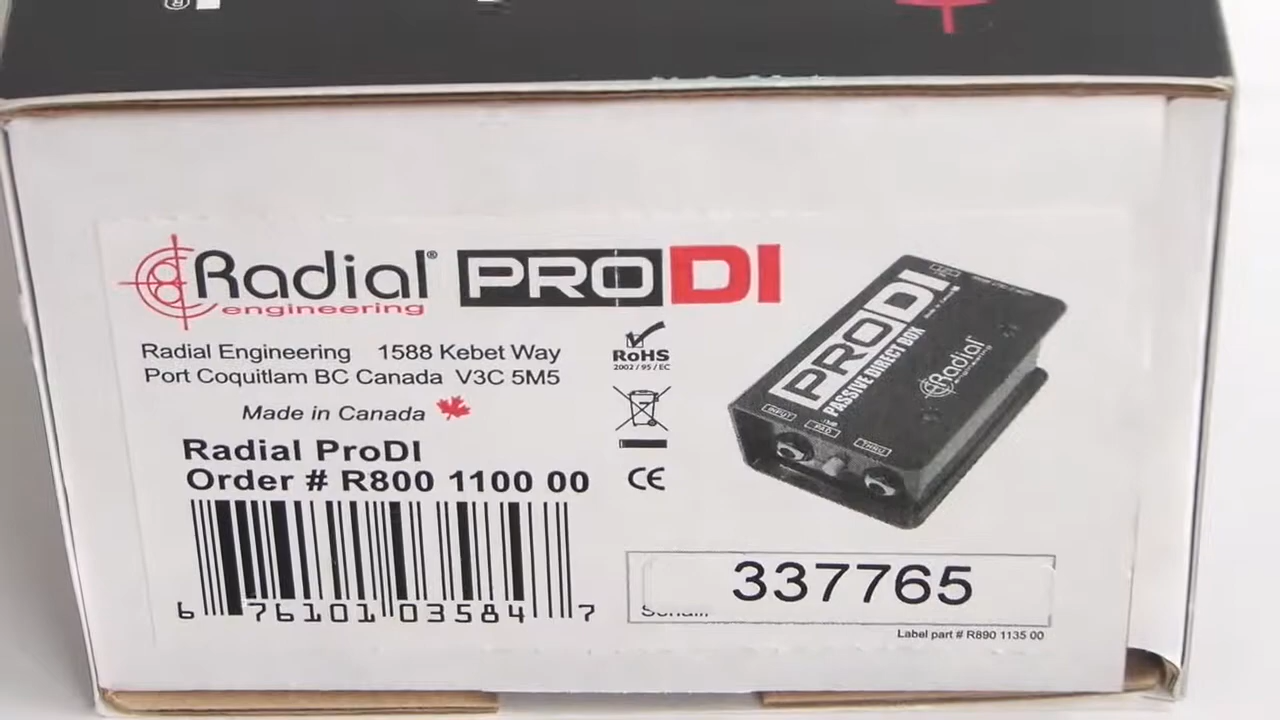 ®
Radial® PRODI
engineering
Radial Engineering 1588 Kebet Way
Port Coquitlam BC Canada V3C 5M5
Made in Canada
RoHS
2002 / 95 / EC
CE
Radial ProDI
Order # R800 1100 00
6 76101 03584 7
PRODI
PASSIVE DIRECT BOX
Radial
engineering
INPUT
PAD
THRU
337765
Label part # R890 1135 00